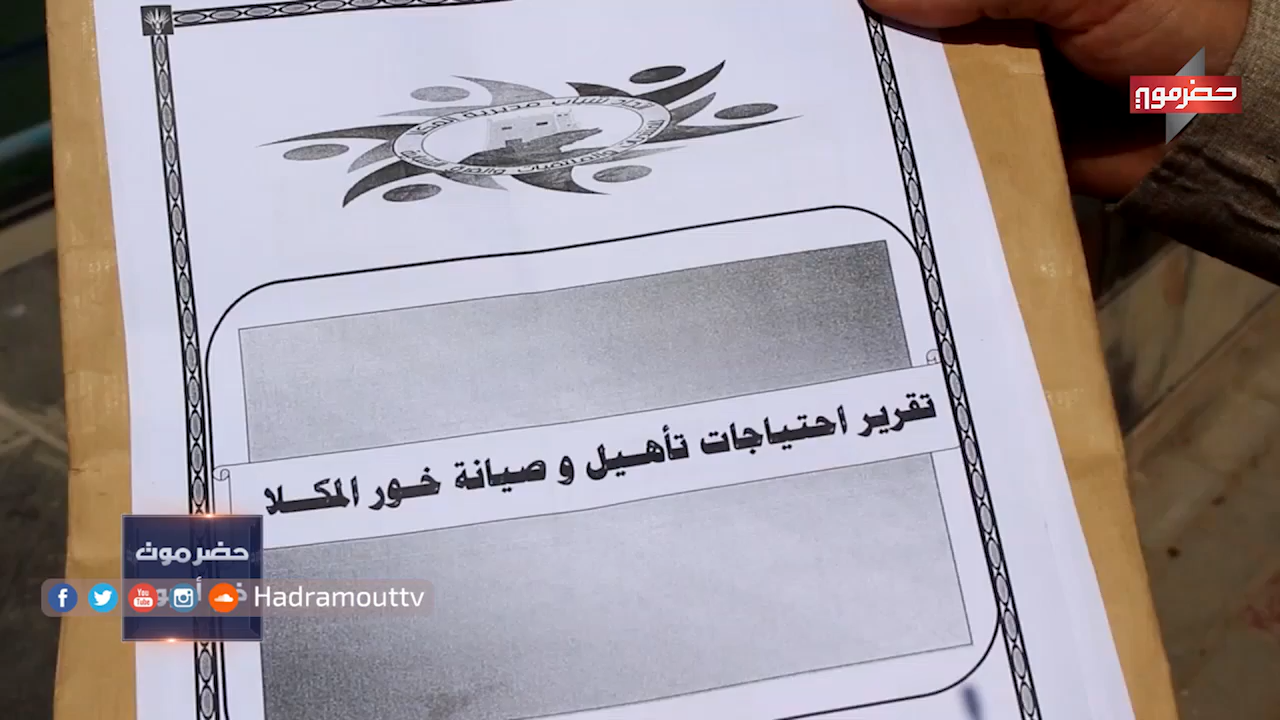 حضرموت
تقرير احتياجات تأهيل و صيانة خور المكلا
حضرموت
Hadramouttv